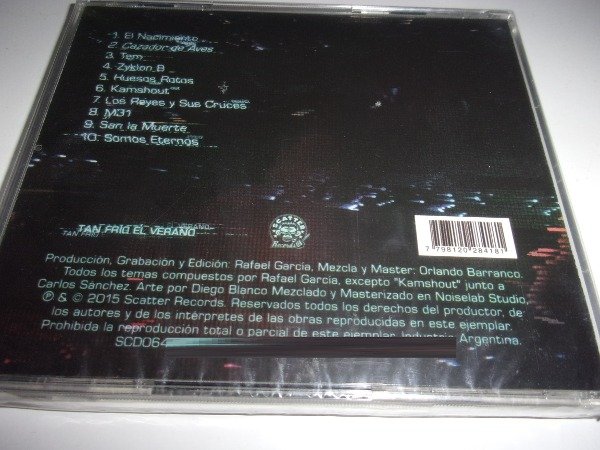 1 El Nacimiento
2 Cazador de Aves
3 Tem
4 Zyklon B
5 Huesos Rotos
6 Kamshout
7 Los Reyes y Sus Cruces
8 M31
9 San la Muerte
10 Somos Eternos
TAN FRIO EL VERANO
SCATTER
Records
7 798120 284181
Producción, Grabación y Edición: Rafael García, Mezcla y Master: Orlando Barranco.
Todos los temas compuestos por Rafael García, excepto "Kamshout" junto a
Carlos Sánchez. Arte por Diego Blanco Mezclado y Masterizado en Noiselab Studio,
℗ & © 2015 Scatter Records. Reservados todos los derechos del productor, de
los autores y de los intérpretes de las obras reproducidas en este ejemplar.
Prohibida la reproducción total o parcial de este ejemplar. Industria Argentina.
SCD064